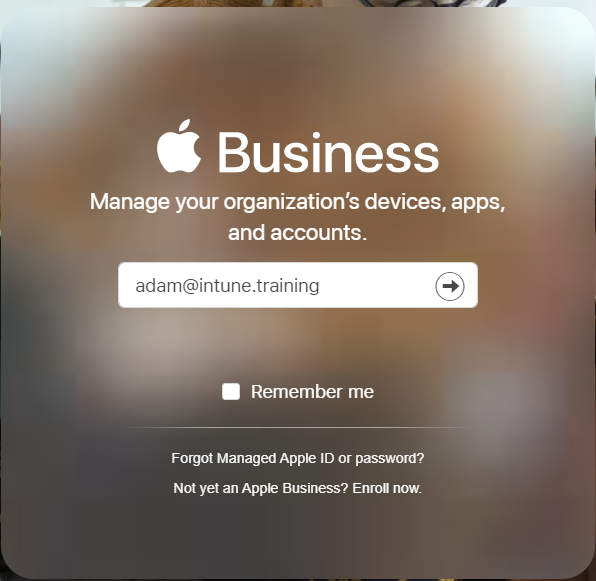 Business
Manage your organization's devices, apps,
and accounts.
adam@intune.training
Remember me
Forgot Managed Apple ID or password?
Not yet an Apple Business? Enroll now.